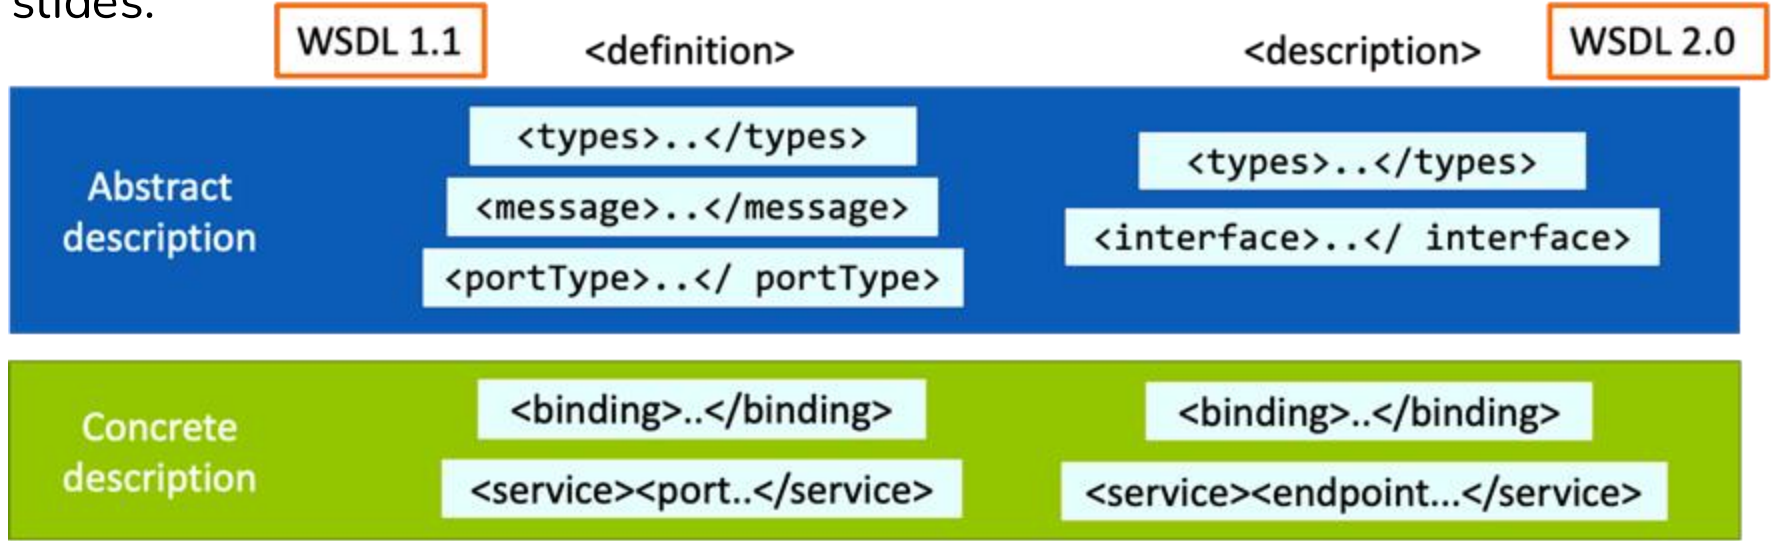 slides.
WSDL 1.1 <definition> <description> WSDL 2.0
Abstract
description
<types>..</types>
<message>..</message>
<portType>..</ portType>
<types>..</types>
<interface>..</ interface>
Concrete
description
<binding>..</binding>
<service><port..</service>
<binding>..</binding>
<service><endpoint...</service>